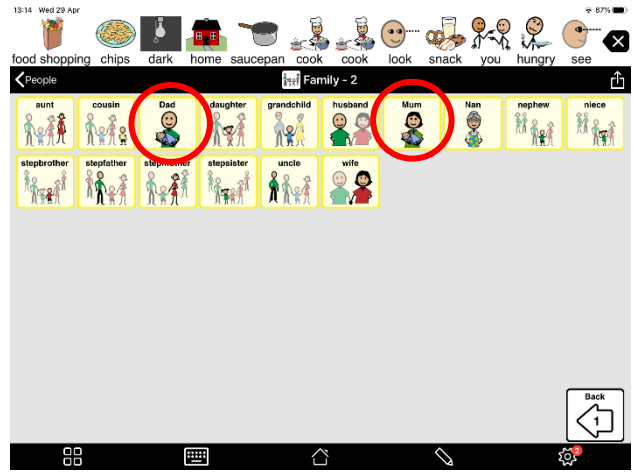 13:14 Wed 29 Apr 87%
food shopping chips dark home saucepan cook cook look snack you hungry see
People Family - 2
aunt cousin Dad daughter grandchild husband Mum Nan nephew niece
stepbrother stepfather stepmother stepsister uncle wife
Back
1
2